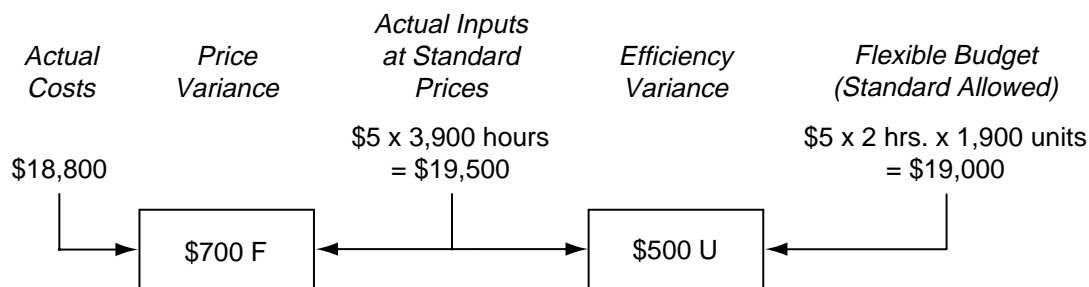 Actual Costs
Price Variance
Actual Inputs at Standard Prices
Efficiency Variance
Flexible Budget (Standard Allowed)
$18,800
$5 x 3,900 hours
= $19,500
$5 x 2 hrs. x 1,900 units
= $19,000
$700 F
$500 U